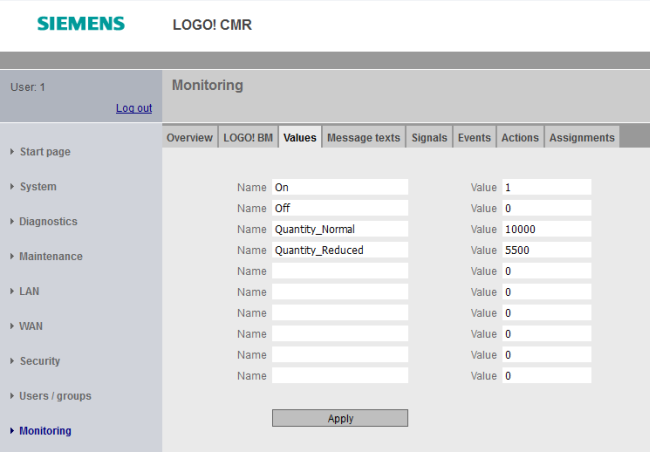 SIEMENS LOGO! CMR
User: 1
Log out
Monitoring
Overview LOGO! BM Values Message texts Signals Events Actions Assignments
Start page
System
Diagnostics
Maintenance
LAN
WAN
Security
Users / groups
Monitoring
Name On Value 1
Name Off Value 0
Name Quantity_Normal Value 10000
Name Quantity_Reduced Value 5500
Name Value 0
Name Value 0
Name Value 0
Name Value 0
Name Value 0
Name Value 0
Apply